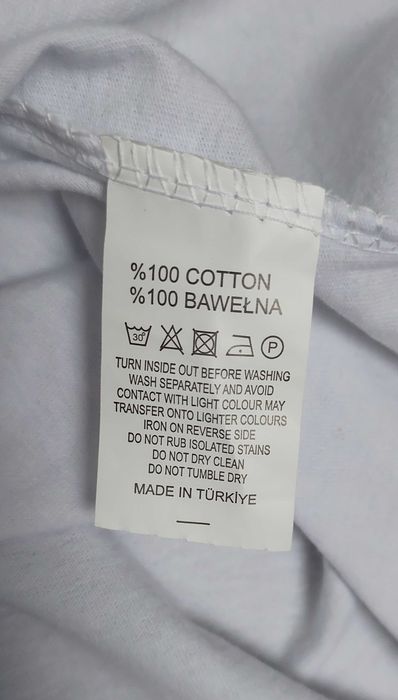 %100 COTTON
%100 BAWEŁNA
30° P
TURN INSIDE OUT BEFORE WASHING
WASH SEPARATELY AND AVOID
CONTACT WITH LIGHT COLOUR MAY
TRANSFER ONTO LIGHTER COLOURS
IRON ON REVERSE SIDE
DO NOT RUB ISOLATED STAINS
DO NOT DRY CLEAN
DO NOT TUMBLE DRY
MADE IN TÜRKİYE